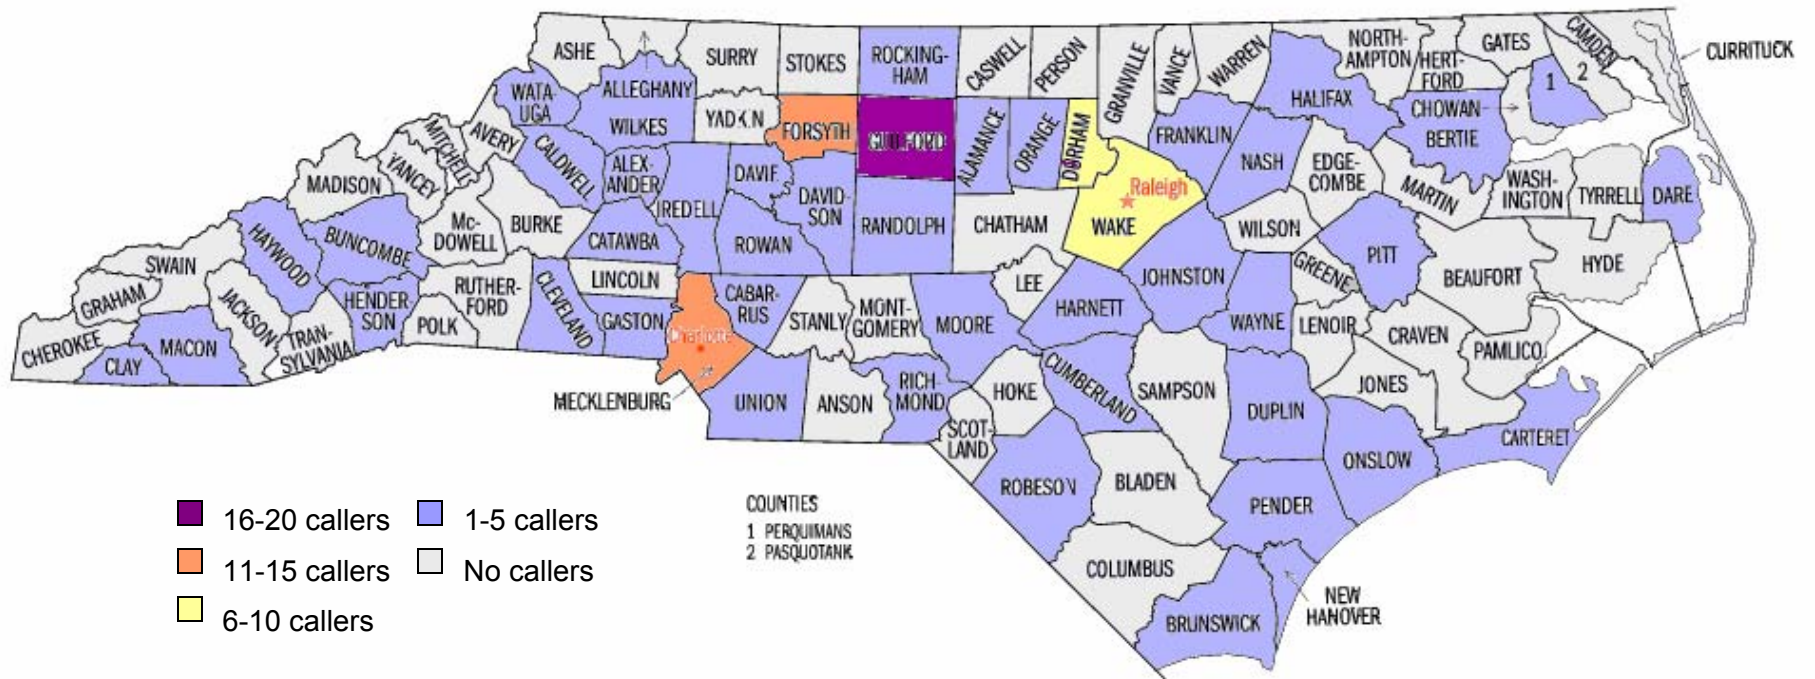 ASHE
ALLEGHANY
SURRY
STOKES
ROCKING-
HAM
CASWELL
PERSON
GRANVILLE
VANCE
WARREN
NORTH-
AMPTON
HERT-
FORD
GATES
CAMDEN
CURRITUCK
1
2
WATA-
UGA
WILKES
YADKIN
FORSYTH
GUILFORD
ALAMANCE
ORANGE
DURHAM
FRANKLIN
HALIFAX
CHOWAN
BERTIE
MITCHELL
AVERY
CALDWELL
ALEX-
ANDER
IREDELL
DAVIE
DAVID-
SON
RANDOLPH
CHATHAM
Raleigh
WAKE
NASH
EDGE-
COMBE
MARTIN
WASH-
INGTON
TYRRELL
DARE
MADISON
YANCEY
Mc-
DOWELL
BURKE
CATAWBA
ROWAN
LEE
JOHNSTON
WILSON
GREENE
PITT
BEAUFORT
HYDE
SWAIN
HAYWOOD
BUNCOMBE
GRAHAM
JACKSON
HENDER-
SON
RUTHER-
FORD
POLK
CLEVELAND
LINCOLN
GASTON
CABAR-
RUS
STANLY
MONT-
GOMERY
MOORE
HARNETT
WAYNE
LENOIR
CRAVEN
PAMLICO
CHEROKEE
CLAY
MACON
TRAN-
SYLVANIA
Charlotte
MECKLENBURG
UNION
ANSON
RICH-
MOND
HOKE
SCOT-
LAND
CUMBERLAND
SAMPSON
DUPLIN
JONES
ONSLOW
CARTERET
ROBESON
BLADEN
PENDER
COLUMBUS
BRUNSWICK
NEW
HANOVER
COUNTIES
1 PERQUIMANS
2 PASQUOTANK
16-20 callers
1-5 callers
11-15 callers
No callers
6-10 callers